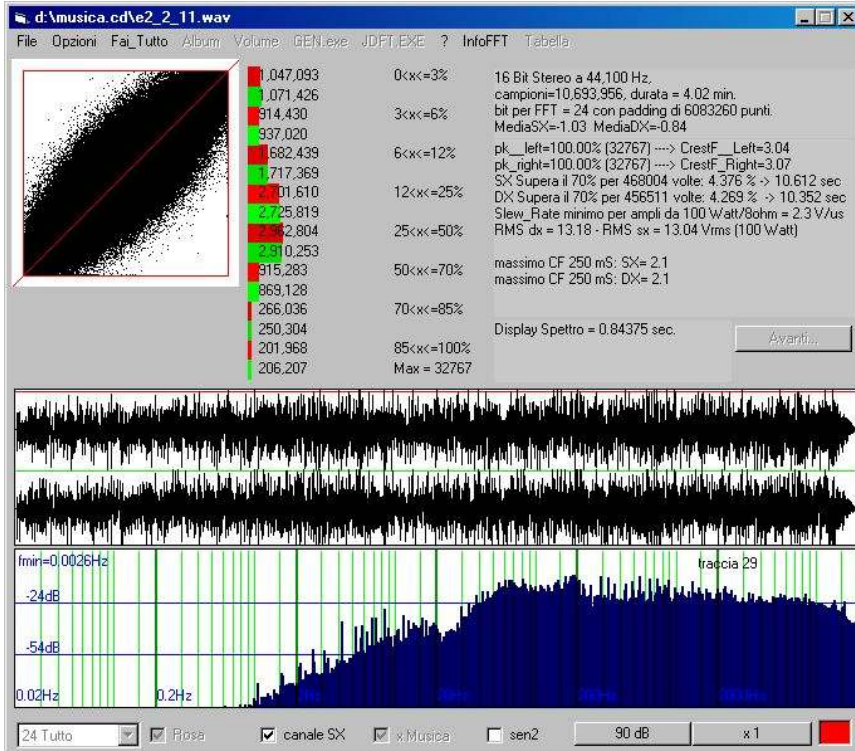 d:\musica.cd\e2_2_11.wav
File Opzioni Fai_Tutto Album Volume GEN.exe JDFT.EXE ? InfoFFT Tabella
1,047,093 0<x<=3%
1,071,426
914,430 3<x<=6%
937,020
1,682,439 6<x<=12%
1,717,369
2,701,610 12<x<=25%
2,725,819
2,962,804 25<x<=50%
2,910,253
915,283 50<x<=70%
869,128
266,036 70<x<=85%
250,304
201,968 85<x<=100%
206,207 Max = 32767
16 Bit Stereo a 44,100 Hz,
campioni=10,693,956, durata = 4.02 min.
bit per FFT = 24 con padding di 6083260 punti.
MediaSX=-1.03 MediaDX=-0.84
pk__left=100.00% (32767) ----> CrestF__Left=3.04
pk_right=100.00% (32767) ----> CrestF_Right=3.07
SX Supera il 70% per 468004 volte: 4.376 % -> 10.612 sec
DX Supera il 70% per 456511 volte: 4.269 % -> 10.352 sec
Slew_Rate minimo per ampli da 100 Watt/8ohm = 2.3 V/us
RMS dx = 13.18 - RMS sx = 13.04 Vrms (100 Watt)
massimo CF 250 mS: SX= 2.1
massimo CF 250 mS: DX= 2.1
Display Spettro = 0.84375 sec.
Avanti...
fmin=0.0026Hz
traccia 29
-24dB
-54dB
0.02Hz 0.2Hz 2Hz 20Hz 200Hz 2000Hz
24 Tutto Rosa canale SX x Musica sen2 90 dB x 1